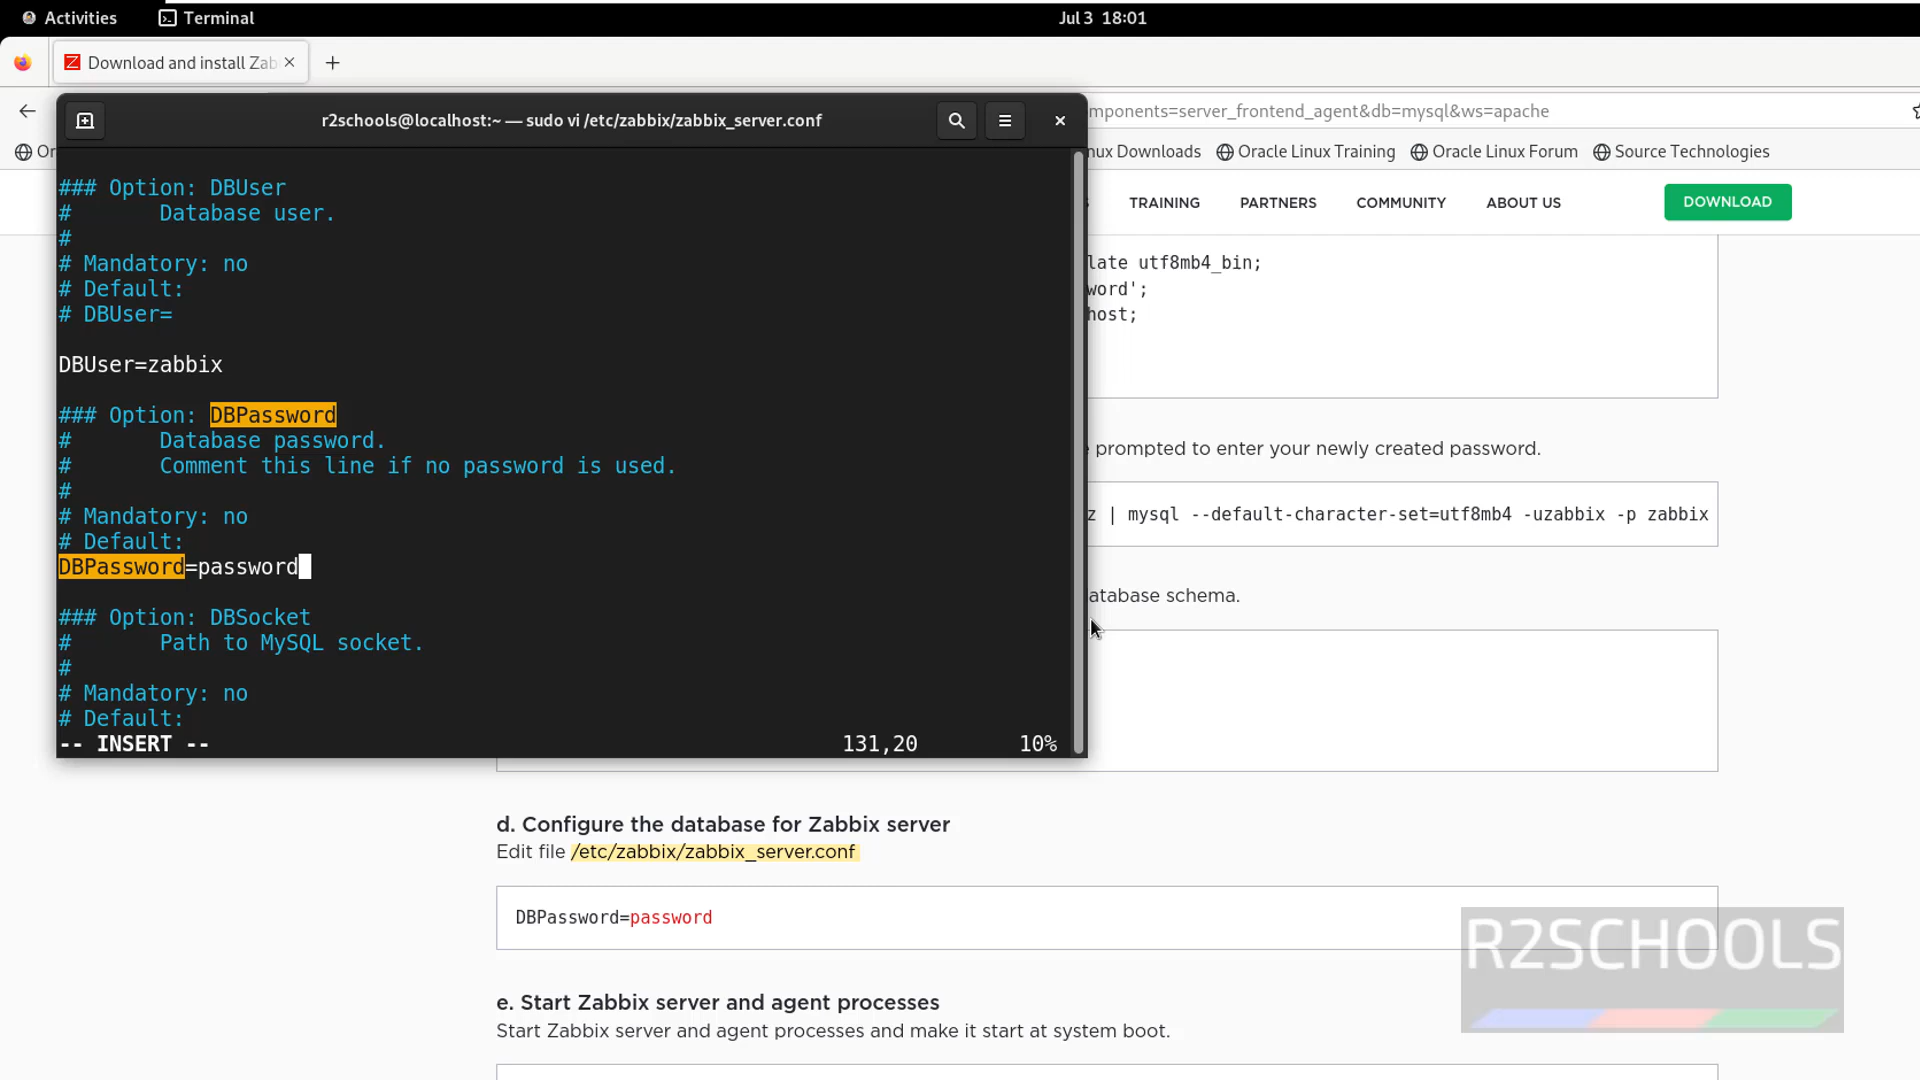 Activities
Terminal
Jul 3 18:01
Download and install Zab
r2schools@localhost:~ — sudo vi /etc/zabbix/zabbix_server.conf
mponents=server_frontend_agent&db=mysql&ws=apache
Or
nux Downloads
Oracle Linux Training
Oracle Linux Forum
Source Technologies
TRAINING
PARTNERS
COMMUNITY
ABOUT US
DOWNLOAD
### Option: DBUser
#       Database user.
#
# Mandatory: no
# Default:
# DBUser=
DBUser=zabbix
### Option: DBPassword
#       Database password.
#       Comment this line if no password is used.
#
# Mandatory: no
# Default:
DBPassword=password
### Option: DBSocket
#       Path to MySQL socket.
#
# Mandatory: no
# Default:
-- INSERT --
131,20
10%
late utf8mb4_bin;
word';
host;
prompted to enter your newly created password.
z | mysql --default-character-set=utf8mb4 -uzabbix -p zabbix
atabase schema.
d. Configure the database for Zabbix server
Edit file /etc/zabbix/zabbix_server.conf
DBPassword=password
e. Start Zabbix server and agent processes
Start Zabbix server and agent processes and make it start at system boot.
R2SCHOOLS